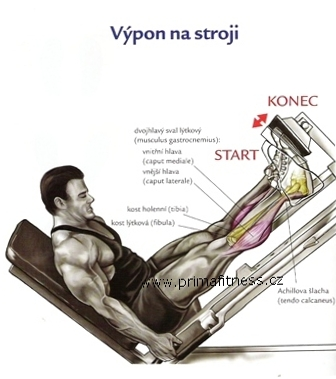 Výpon na stroji
KONEC
dvojhlavý sval lýtkový
(musculus gastrocnemius):
vnitřní hlava
(caput mediale)
vnější hlava
(caput laterale)
START
kost holenní (tibia)
kost lýtková (fibula)
www.primafitness.cz
Achillova šlacha
(tendo calcaneus)